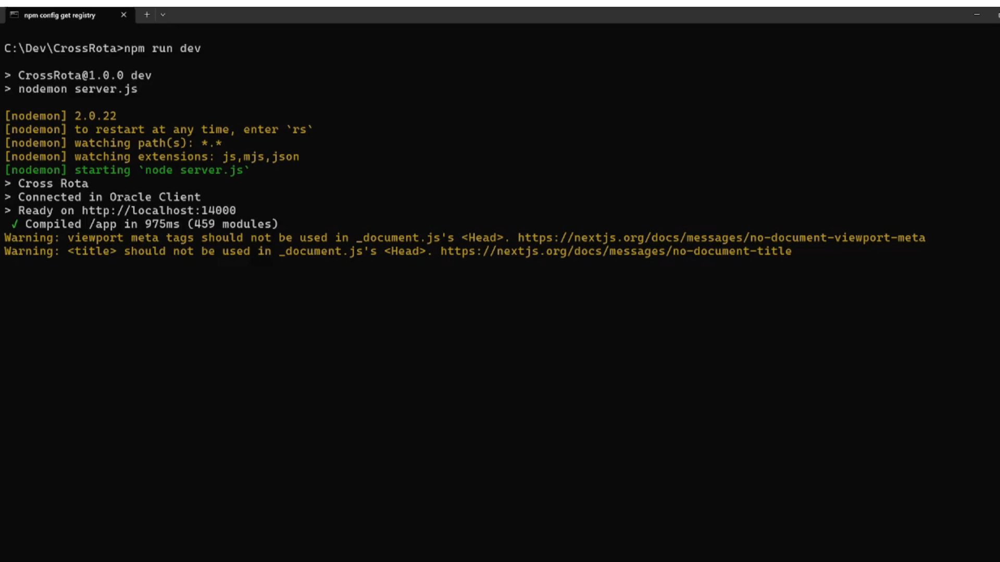 npm config get registry
C:\Dev\CrossRota>npm run dev
> CrossRota@1.0.0 dev
> nodemon server.js
[nodemon] 2.0.22
[nodemon] to restart at any time, enter `rs`
[nodemon] watching path(s): *.*
[nodemon] watching extensions: js,mjs,json
[nodemon] starting `node server.js`
> Cross Rota
> Connected in Oracle Client
> Ready on http://localhost:14000
✓ Compiled /app in 975ms (459 modules)
Warning: viewport meta tags should not be used in _document.js's <Head>. https://nextjs.org/docs/messages/no-document-viewport-meta
Warning: <title> should not be used in _document.js's <Head>. https://nextjs.org/docs/messages/no-document-title